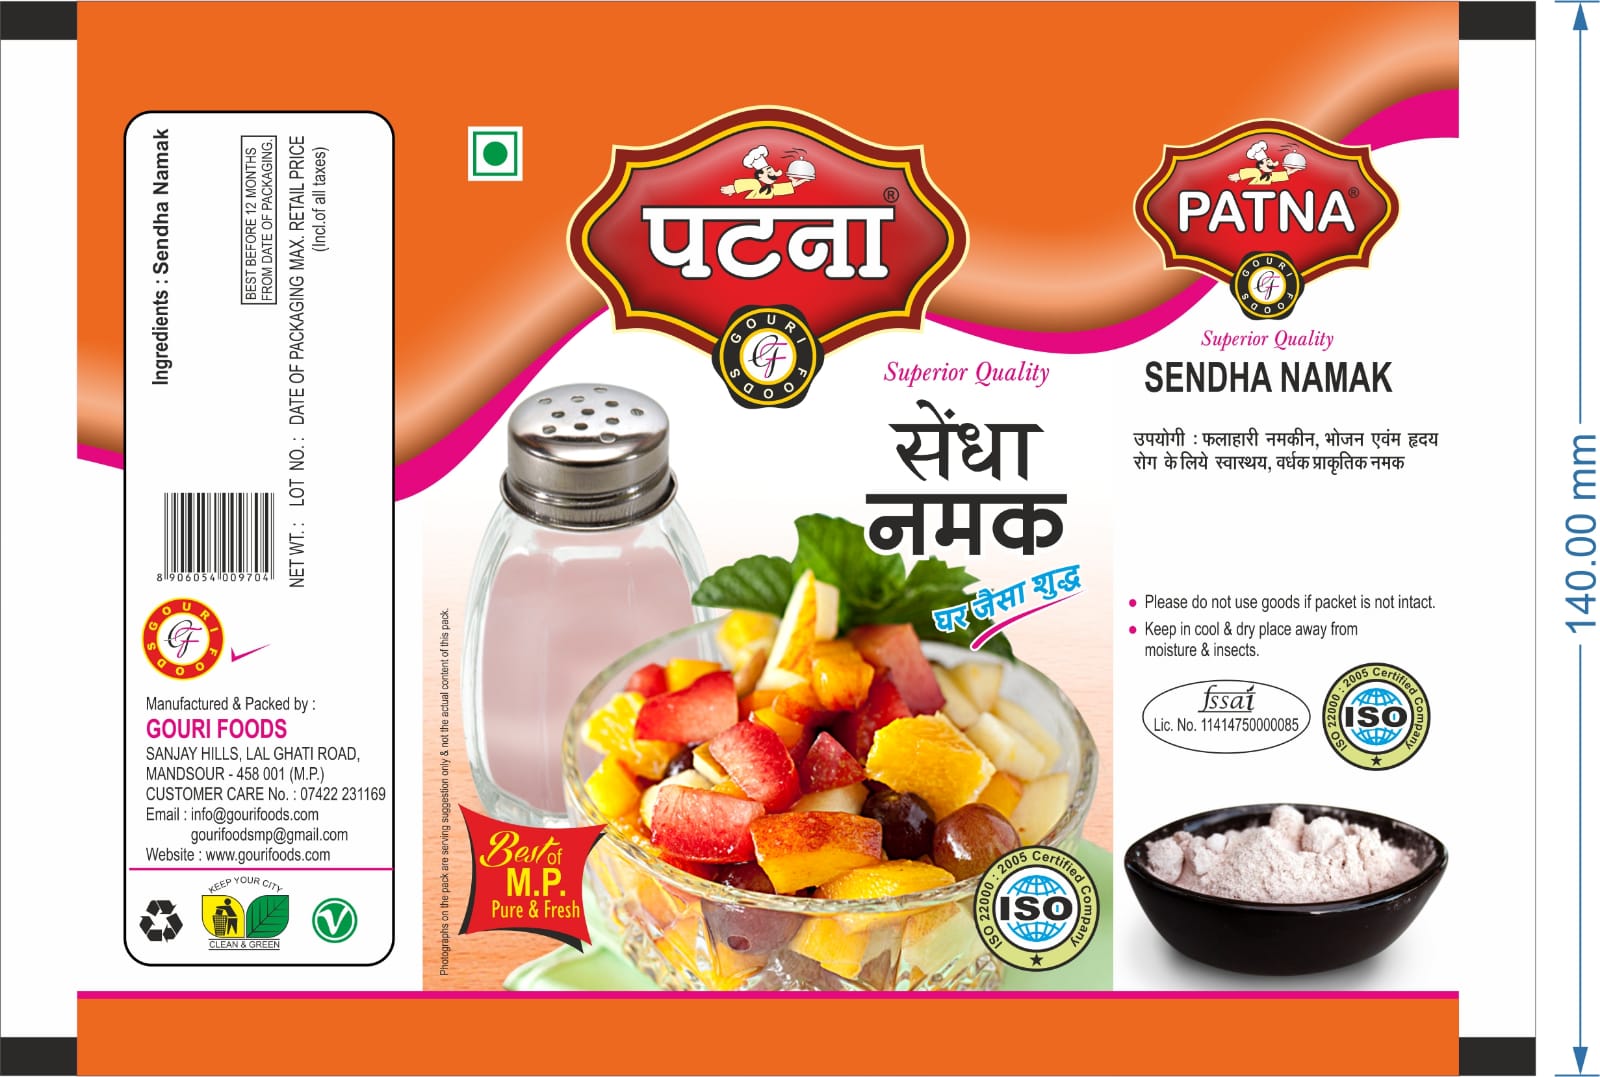 Ingredients : Sendha Namak
BEST BEFORE 12 MONTHS
FROM DATE OF PACKAGING.
NET WT. :    LOT  NO. :   DATE OF PACKAGING MAX. RETAIL PRICE
(Incl.of all taxes)
8 906054 009704
GOURI FOODS
GF
Manufactured & Packed by :
GOURI FOODS
SANJAY HILLS, LAL GHATI ROAD,
MANDSOUR - 458 001 (M.P.)
CUSTOMER CARE No. : 07422 231169
Email : info@gourifoods.com
gourifoodsmp@gmail.com
Website : www.gourifoods.com
KEEP YOUR CITY
CLEAN & GREEN
V
Photographs on the pack are serving suggestion only & not the actual content of this pack.
पटना®
GOURI FOODS
GF
Superior Quality
सेंधा
नमक
घर जैसा शुद्ध
Best of
M.P.
Pure & Fresh
ISO 22000 : 2005 Certified Company
ISO
PATNA®
GOURI FOODS
GF
Superior Quality
SENDHA NAMAK
उपयोगी : फलाहारी नमकीन, भोजन एवंम हृदय
रोग के लिये स्वास्थय, वर्धक प्राकृतिक नमक
Please do not use goods if packet is not intact.
Keep in cool & dry place away from
moisture & insects.
fssai
Lic. No. 11414750000085
ISO 22000 : 2005 Certified Company
ISO
140.00 mm